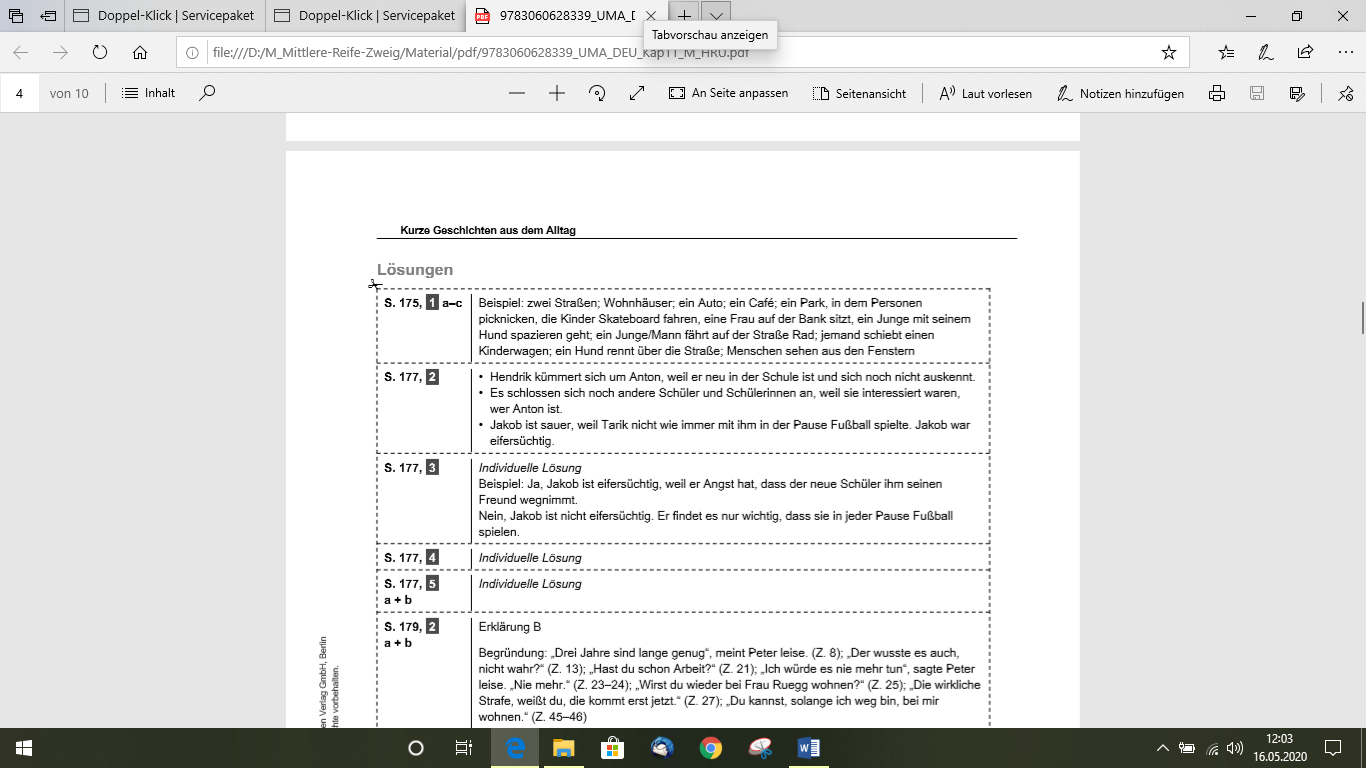 Doppel-Klick | Servicepaket
Doppel-Klick | Servicepaket
PDF
9783060628339_UMA_D
Tabvorschau anzeigen
file:///D:/M_Mittlere-Reife-Zweig/Material/pdf/9783060628339_UMA_DEU_Kap11_M_HRU.pdf
4
von 10
Inhalt
An Seite anpassen
Seitenansicht
Laut vorlesen
Notizen hinzufügen
Kurze Geschichten aus dem Alltag
Lösungen
S. 175, 1 a–c
Beispiel: zwei Straßen; Wohnhäuser; ein Auto; ein Café; ein Park, in dem Personen
picknicken, die Kinder Skateboard fahren, eine Frau auf der Bank sitzt, ein Junge mit seinem
Hund spazieren geht; ein Junge/Mann fährt auf der Straße Rad; jemand schiebt einen
Kinderwagen; ein Hund rennt über die Straße; Menschen sehen aus den Fenstern
S. 177, 2
• Hendrik kümmert sich um Anton, weil er neu in der Schule ist und sich noch nicht auskennt.
• Es schlossen sich noch andere Schüler und Schülerinnen an, weil sie interessiert waren,
wer Anton ist.
• Jakob ist sauer, weil Tarik nicht wie immer mit ihm in der Pause Fußball spielte. Jakob war
eifersüchtig.
S. 177, 3
Individuelle Lösung
Beispiel: Ja, Jakob ist eifersüchtig, weil er Angst hat, dass der neue Schüler ihm seinen
Freund wegnimmt.
Nein, Jakob ist nicht eifersüchtig. Er findet es nur wichtig, dass sie in jeder Pause Fußball
spielen.
S. 177, 4
Individuelle Lösung
S. 177, 5
a + b
Individuelle Lösung
S. 179, 2
a + b
Erklärung B
Begründung: „Drei Jahre sind lange genug“, meint Peter leise. (Z. 8); „Der wusste es auch,
nicht wahr?“ (Z. 13); „Hast du schon Arbeit?“ (Z. 21); „Ich würde es nie mehr tun“, sagte Peter
leise. „Nie mehr.“ (Z. 23–24); „Wirst du wieder bei Frau Ruegg wohnen?“ (Z. 25); „Die wirkliche
Strafe, weißt du, die kommt erst jetzt.“ (Z. 27); „Du kannst, solange ich weg bin, bei mir
wohnen.“ (Z. 45–46)
en Verlag GmbH, Berlin
hte vorbehalten.
12:03
16.05.2020